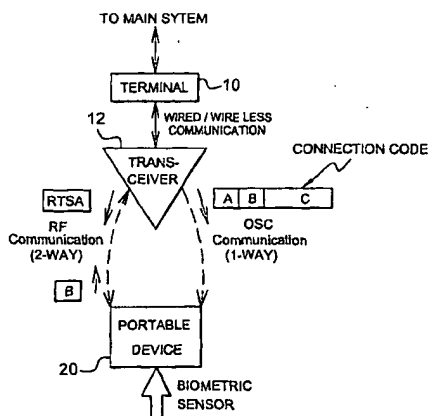 TO MAIN SYTEM
TERMINAL
10
WIRED / WIRE LESS
COMMUNICATION
12
TRANS-
CEIVER
CONNECTION CODE
RTSA
A B C
RF
Communication
(2-WAY)
OSC
Communication
(1-WAY)
B
PORTABLE
DEVICE
20
BIOMETRIC
SENSOR